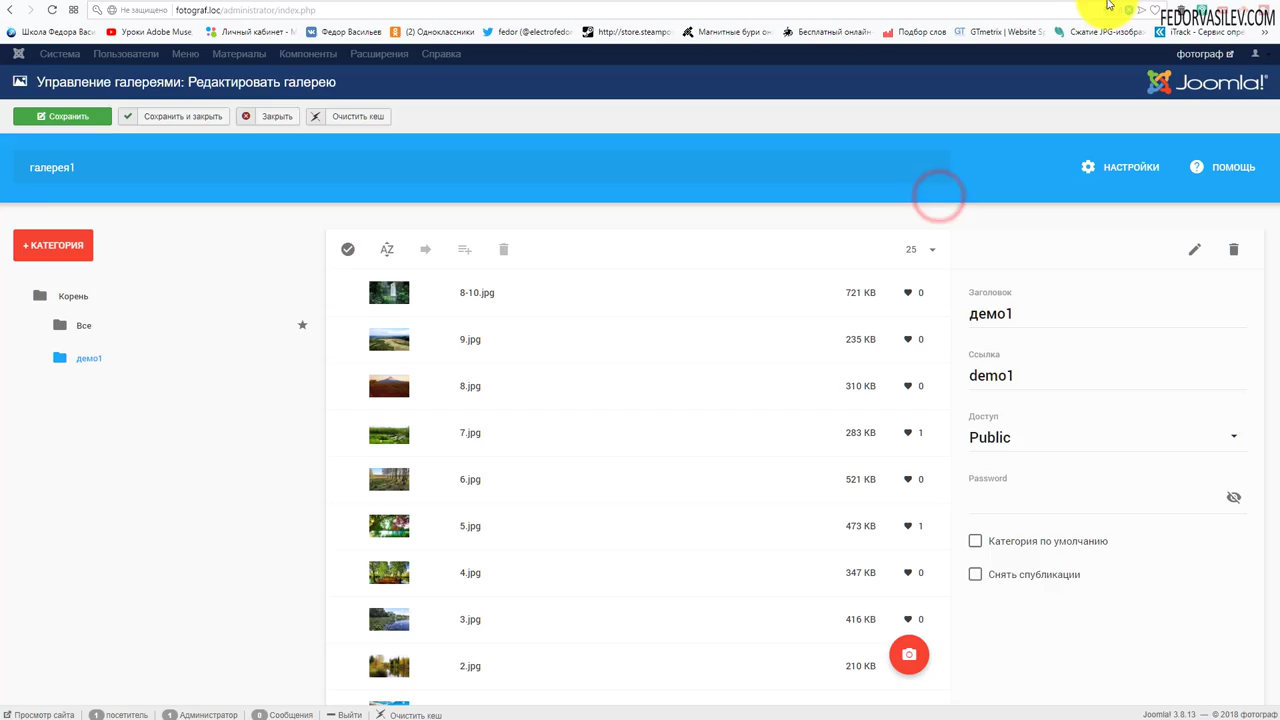 Не защищено
fotograf.loc/administrator/index.php
FEDORVASILEV.COM
Школа Федора Васи
Уроки Adobe Muse,
Личный кабинет -
Федор Васильев
(2) Одноклассники
fedor (@electrofedor
http://store.steampo
Магнитные бури он
Бесплатный онлайн-
Подбор слов
GTmetrix | Website Sp
Сжатие JPG-изобра
iTrack - Сервис опре
Система
Пользователи
Меню
Материалы
Компоненты
Расширения
Справка
фотограф
Управление галереями: Редактировать галерею
Joomla!®
Сохранить
Сохранить и закрыть
Закрыть
Очистить кеш
галерея1
НАСТРОЙКИ
ПОМОЩЬ
+ КАТЕГОРИЯ
Корень
Все
демо1
AZ
25
8-10.jpg 721 KB 0
9.jpg 235 KB 0
8.jpg 310 KB 0
7.jpg 283 KB 1
6.jpg 521 KB 0
5.jpg 473 KB 1
4.jpg 947 KB 0
3.jpg 416 KB 0
2.jpg 210 KB
Заголовок
демо1
Ссылка
demo1
Доступ
Public
Password
Категория по умолчанию
Снять спубликации
Просмотр сайта
1 посетитель
1 Администратор
0 Сообщения
Выйти
Очистить кеш
Joomla! 3.8.13 — © 2018 фотограф